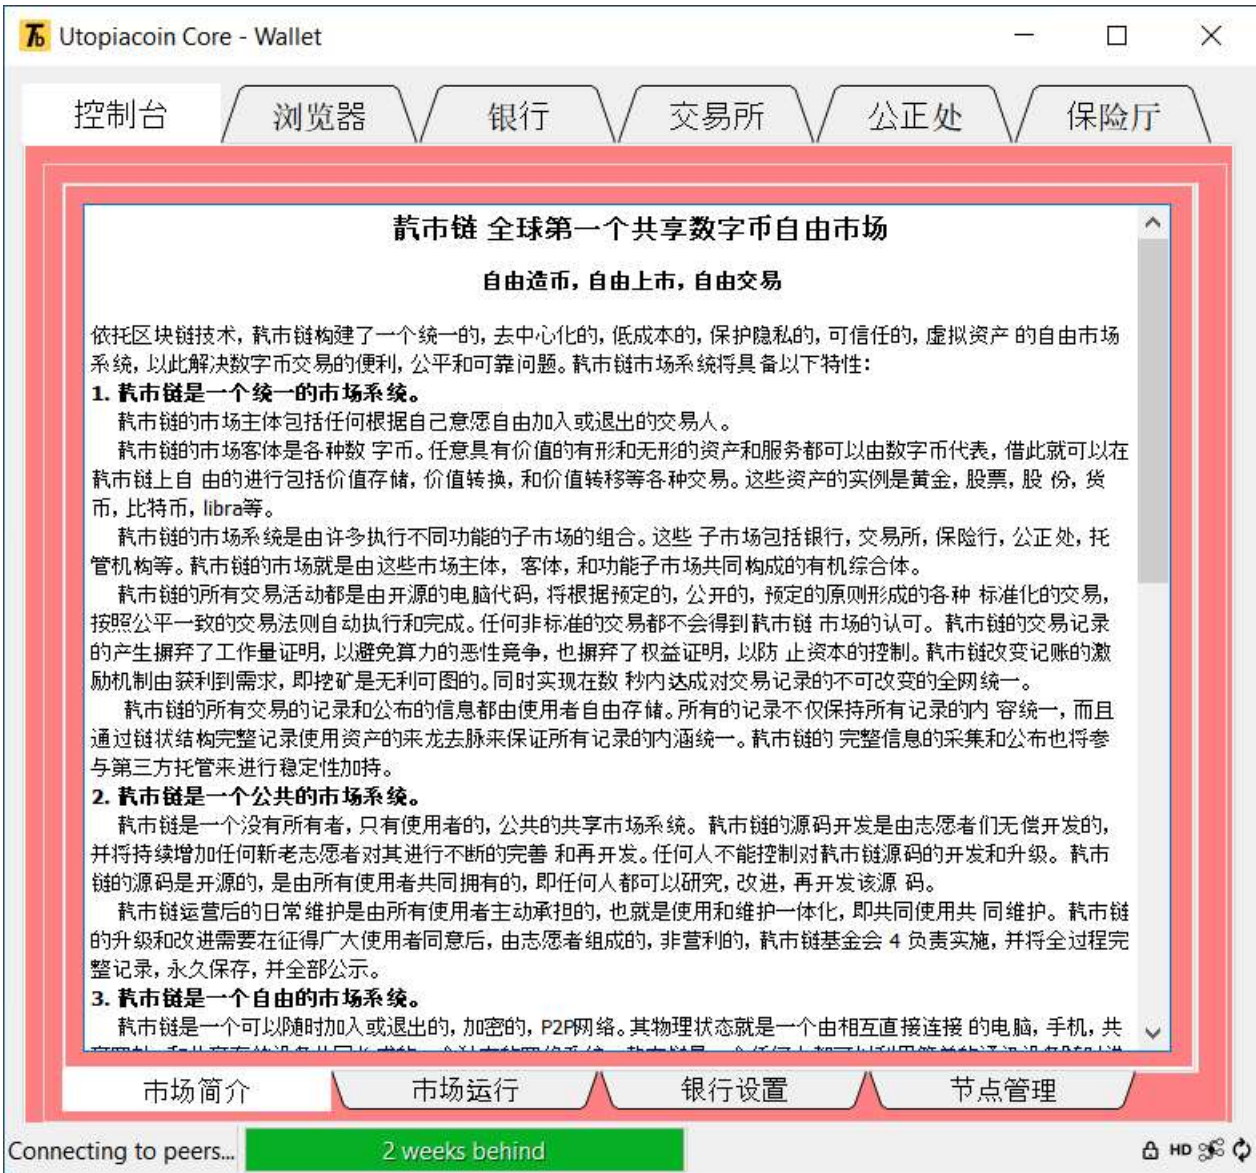 Utopiacoin Core - Wallet
控制台 浏览器 银行 交易所 公正处 保险厅
市链 全球第一个共享数字币自由市场
自由造币, 自由上市, 自由交易
依托区块链技术, 市链构建了一个统一的, 去中心化的, 低成本的, 保护隐私的, 可信任的, 虚拟资产 的自由市场
系统, 以此解决数字币交易的便利, 公平和可靠问题。市链市场系统将具备以下特性:
1. 市链是一个统一的市场系统。
市链的市场主体包括任何根据自己意愿自由加入或退出的交易人。
市链的市场客体是各种数 字币。任意具有价值的有形和无形的资产和服务都可以由数字币代表, 借此就可以在
市链上自 由的进行包括价值存储, 价值转换, 和价值转移等各种交易。这些资产的实例是黄金, 股票, 股 份, 货
币, 比特币, libra等。
市链的市场系统是由许多执行不同功能的子市场的组合。这些 子市场包括银行, 交易所, 保险行, 公正处, 托
管机构等。市链的市场就是由这些市场主体, 客体, 和功能子市场共同构成的有机综合体。
市链的所有交易活动都是由开源的电脑代码, 将根据预定的, 公开的, 预定的原则形成的各种 标准化的交易,
按照公平一致的交易法则自动执行和完成。任何非标准的交易都不会得到市链 市场的认可。市链的交易记录
的产生摒弃了工作量证明, 以避免算力的恶性竞争, 也摒弃了权益证明, 以防 止资本的控制。市链改变记账的激
励机制由获利到需求, 即挖矿是无利可图的。同时实现在数 秒内达成对交易记录的不可改变的全网统一。
市链的所有交易的记录和公布的信息都由使用者自由存储。所有的记录不仅保持所有记录的内 容统一, 而且
通过链状结构完整记录使用资产的来龙去脉来保证所有记录的内涵统一。市链的 完整信息的采集和公布也将参
与第三方托管来进行稳定性加持。
2. 市链是一个公共的市场系统。
市链是一个没有所有者, 只有使用者的, 公共的共享市场系统。市链的源码开发是由志愿者们无偿开发的,
并将持续增加任何新老志愿者对其进行不断的完善 和再开发。任何人不能控制对市链源码的开发和升级。市
链的源码是开源的, 是由所有使用者共同拥有的, 即任何人都可以研究, 改进, 再开发该源 码。
市链运营后的日常维护是由所有使用者主动承担的, 也就是使用和维护一体化, 即共同使用共 同维护。市链
的升级和改进需要在征得广大使用者同意后, 由志愿者组成的, 非营利的, 市链基金会 4 负责实施, 并将全过程完
整记录, 永久保存, 并全部公示。
3. 市链是一个自由的市场系统。
市链是一个可以随时加入或退出的, 加密的, P2P网络。其物理状态就是一个由相互直接连接 的电脑, 手机, 共
市场简介 市场运行 银行设置 节点管理
Connecting to peers... 2 weeks behind HD